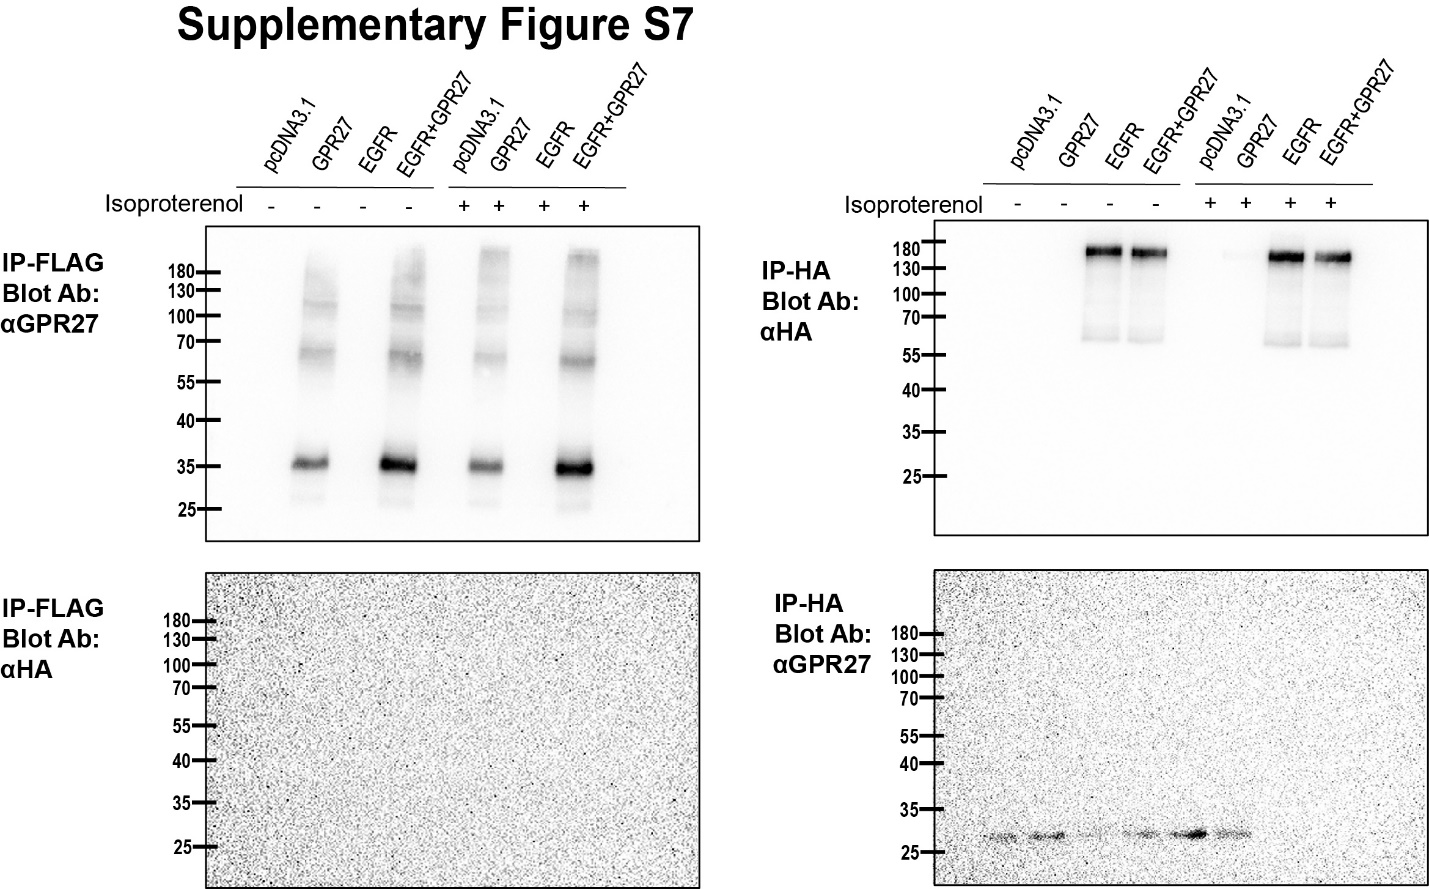 Supplementary Figure S7
pcDNA3.1 GPR27 EGFR EGFR+GPR27 pcDNA3.1 GPR27 EGFR EGFR+GPR27
Isoproterenol - - - - + + + +
IP-FLAG
Blot Ab:
αGPR27
180
130
100
70
55
40
35
25
pcDNA3.1 GPR27 EGFR EGFR+GPR27 pcDNA3.1 GPR27 EGFR EGFR+GPR27
Isoproterenol - - - - + + + +
IP-HA
Blot Ab:
αHA
180
130
100
70
55
40
35
25
IP-FLAG
Blot Ab:
αHA
180
130
100
70
55
40
35
25
IP-HA
Blot Ab:
αGPR27
180
130
100
70
55
40
35
25